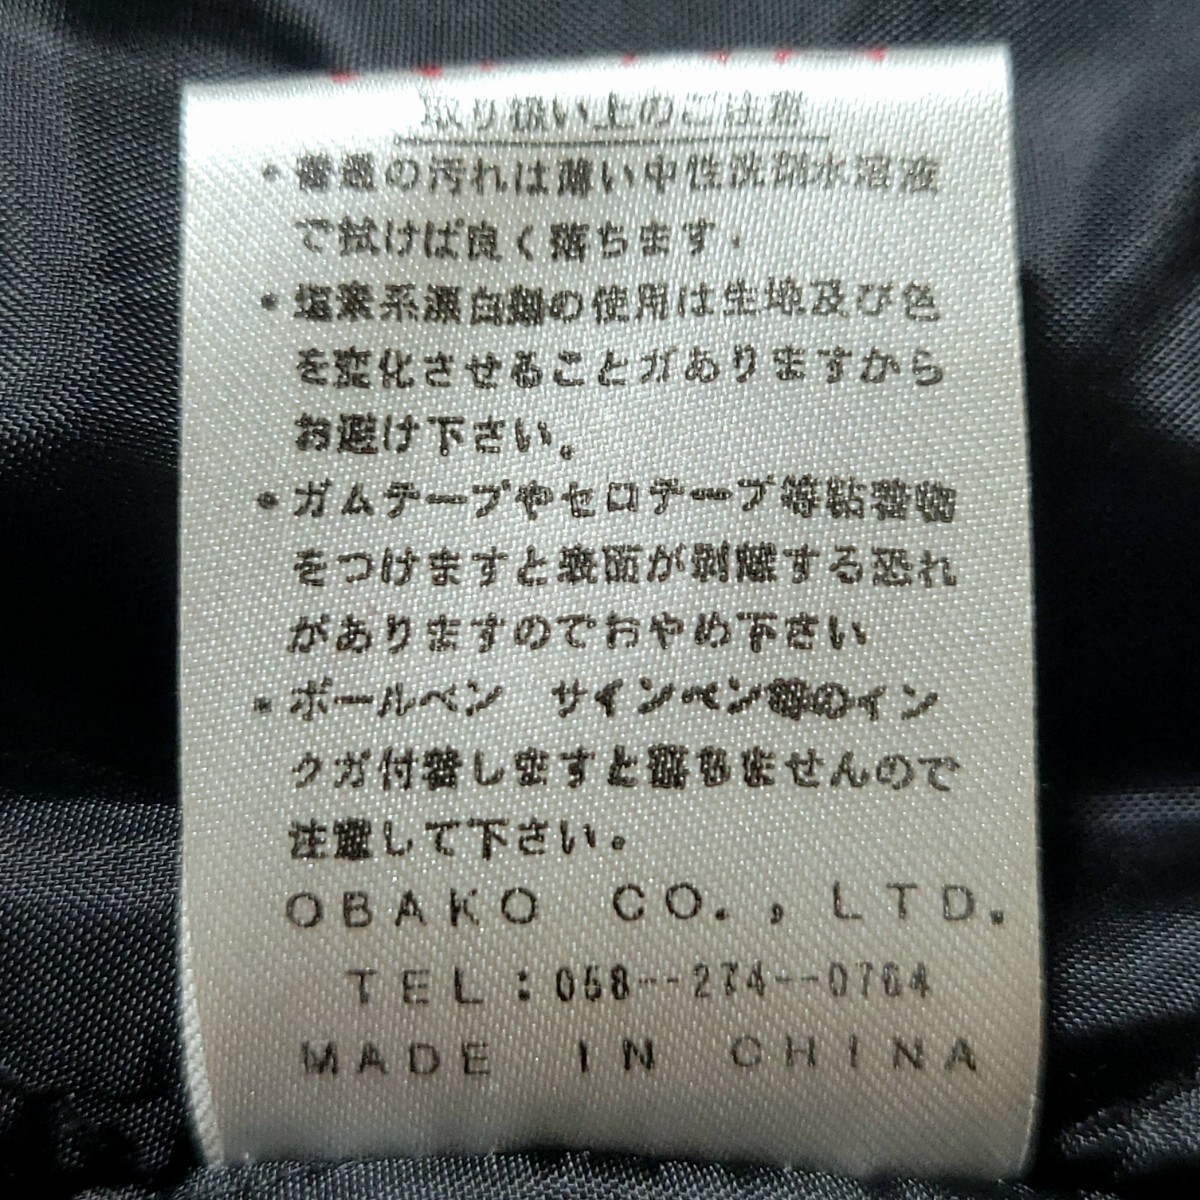 取り扱い上のご注意
・普通の汚れは薄い中性洗剤水溶液
で拭けば良く落ちます。
・塩素系漂白剤の使用は生地及び色
を変化させることがありますから
お避け下さい。
・ガムテープやセロテープ等粘着物
をつけますと表面が剥離する恐れ
がありますのでおやめ下さい
・ボールペン　サインペン等のイン
クガ付着しますと落ちませんので
注意して下さい。
OBAKO CO., LTD.
TEL:058--274--0764
MADE IN CHINA